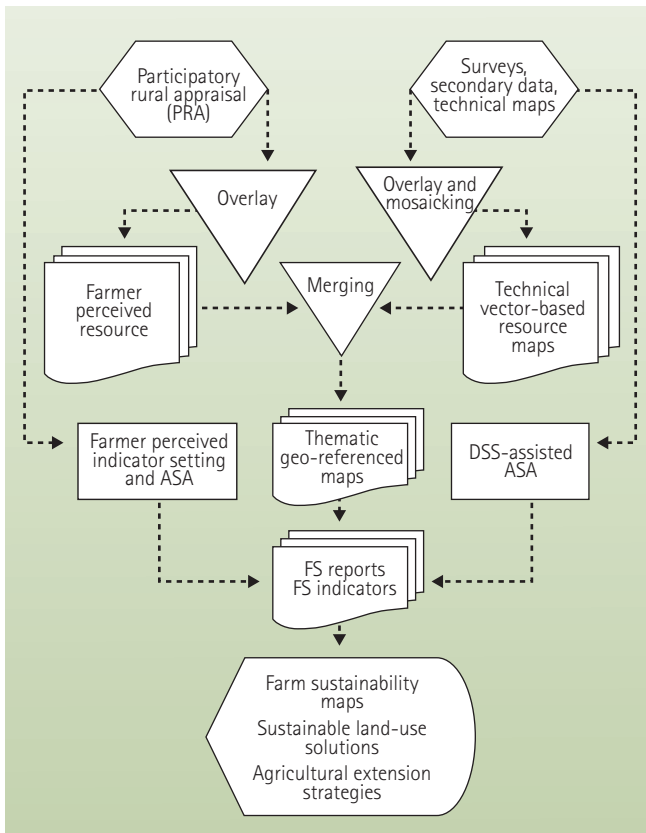 Participatory
rural appraisal
(PRA)
Surveys,
secondary data,
technical maps
Overlay
Overlay and
mosaicking
Farmer
perceived
resource
Merging
Technical
vector-based
resource
maps
Farmer perceived
indicator setting
and ASA
Thematic
geo-referenced
maps
DSS-assisted
ASA
FS reports
FS indicators
Farm sustainability
maps
Sustainable land-use
solutions
Agricultural extension
strategies